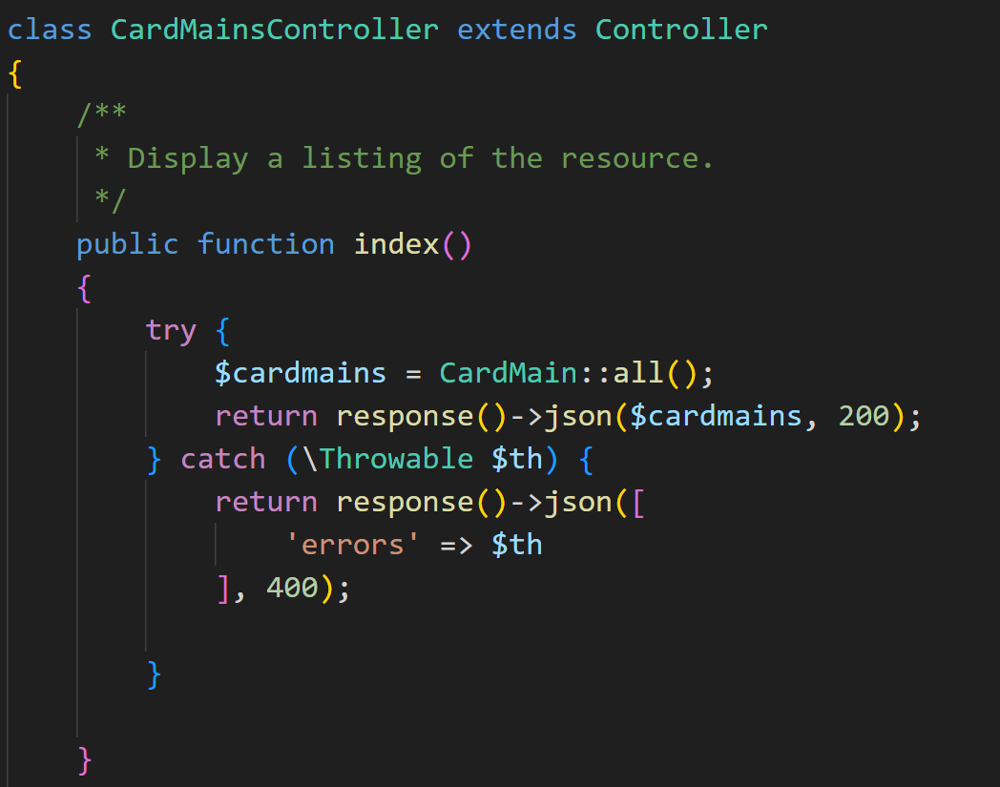 class CardMainsController extends Controller
{
    /**
     * Display a listing of the resource.
     */
    public function index()
    {
        try {
            $cardmains = CardMain::all();
            return response()->json($cardmains, 200);
        } catch (\Throwable $th) {
            return response()->json([
                'errors' => $th
            ], 400);
        }
    }